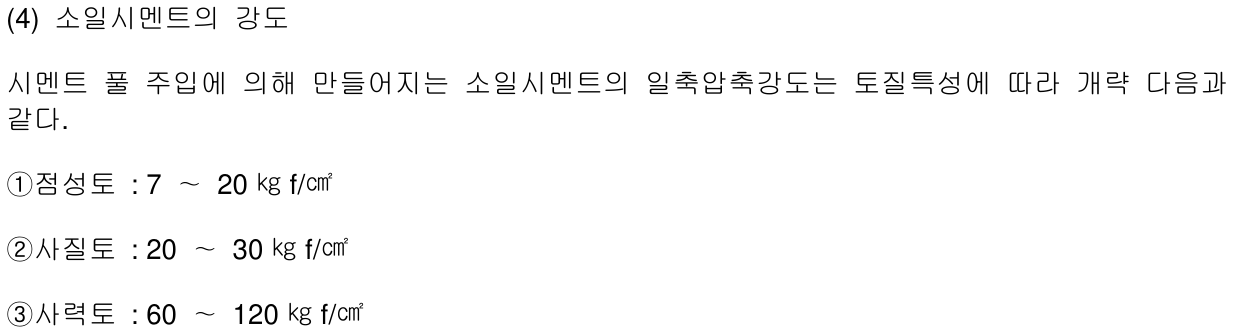 (4) 소일시멘트의 강도
시멘트 풀 주입에 의해 만들어지는 소일시멘트의 일축압축강도는 토질특성에 따라 개략 다음과
같다.
①점성토 : 7 ～ 20 ㎏ f/㎠
②사질토 : 20 ～ 30 ㎏ f/㎠
③사력토 : 60 ～ 120 ㎏ f/㎠